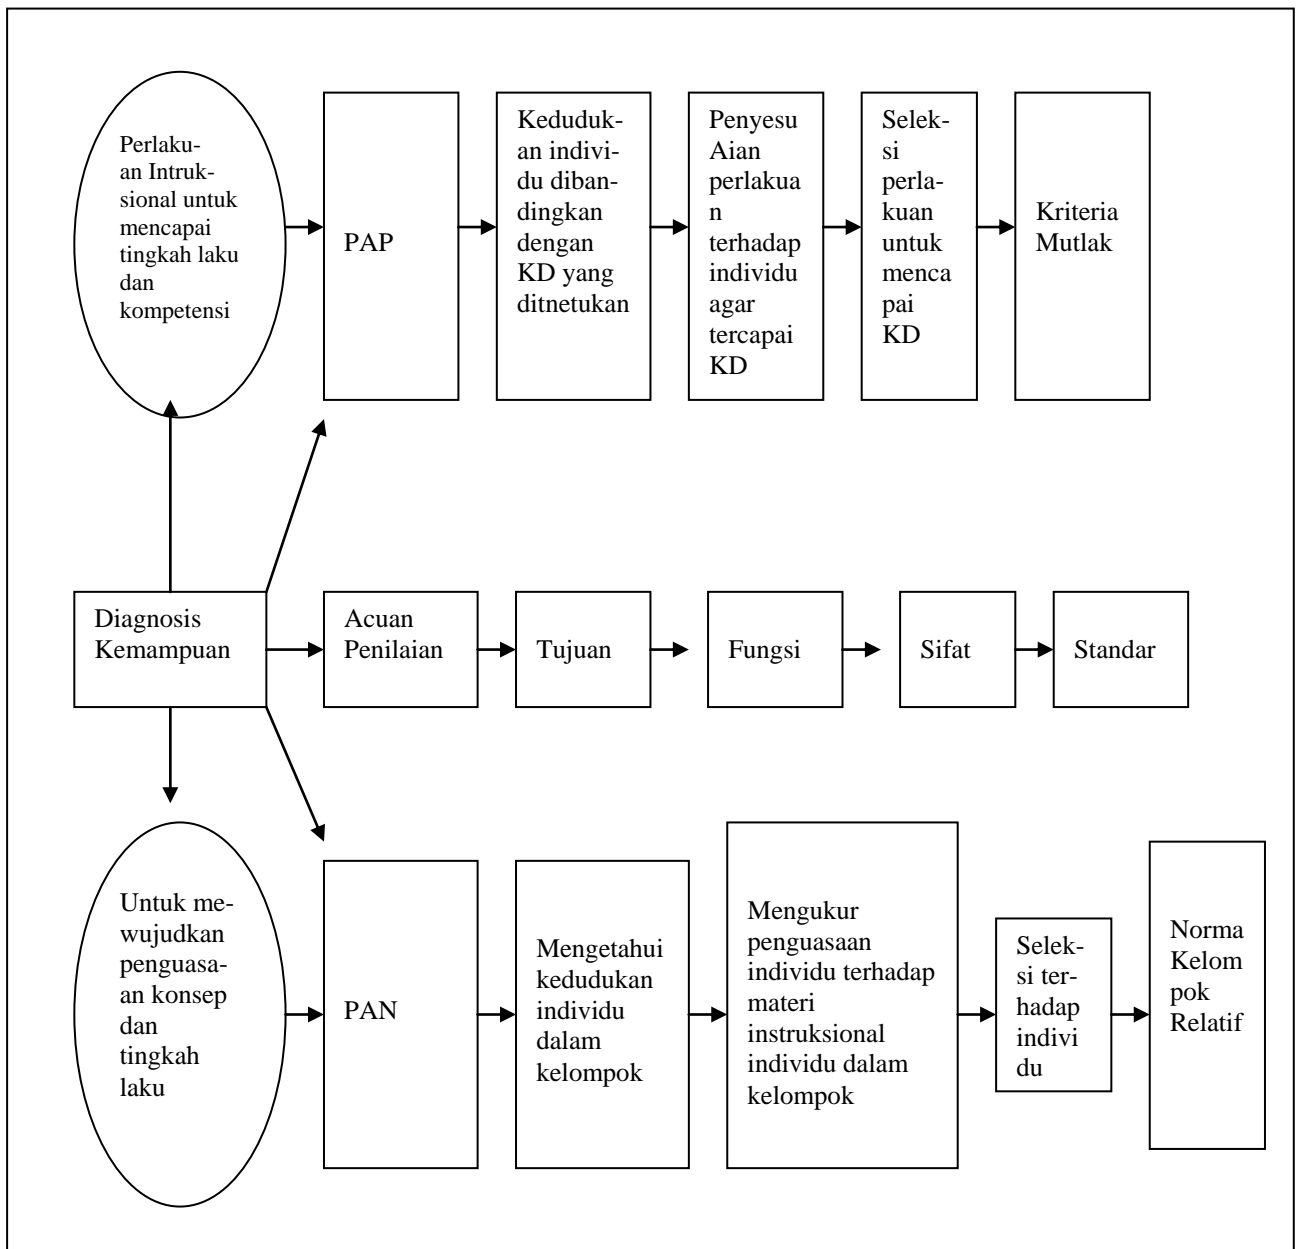 Perlaku-
an Intruk-
sional untuk
mencapai
tingkah laku
dan
kompetensi
PAP
Keduduk-
an indivi-
du diban-
dingkan
dengan
KD yang
ditnetukan
Penyesu
Aian
perlakua
n
terhadap
individu
agar
tercapai
KD
Selek-
si
perla-
kuan
untuk
menca
pai
KD
Kriteria
Mutlak
Diagnosis
Kemampuan
Acuan
Penilaian
Tujuan
Fungsi
Sifat
Standar
Untuk me-
wujudkan
penguasa-
an konsep
dan
tingkah
laku
PAN
Mengetahui
kedudukan
individu
dalam
kelompok
Mengukur
penguasaan
individu terhadap
materi
instruksional
individu dalam
kelompok
Selek-
si ter-
hadap
indivi
du
Norma
Kelom
pok
Relatif